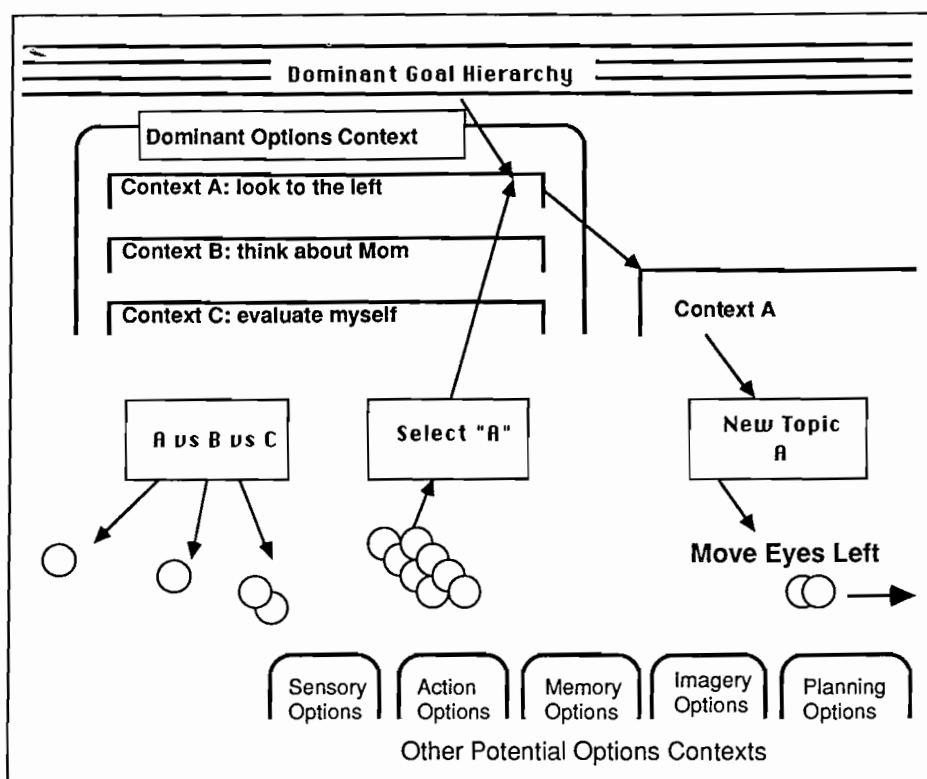 Dominant Goal Hierarchy
Dominant Options Context
Context A: look to the left
Context B: think about Mom
Context C: evaluate myself
Context A
A vs B vs C
Select "A"
New Topic
A
Move Eyes Left
Sensory
Options
Action
Options
Memory
Options
Imagery
Options
Planning
Options
Other Potential Options Contexts